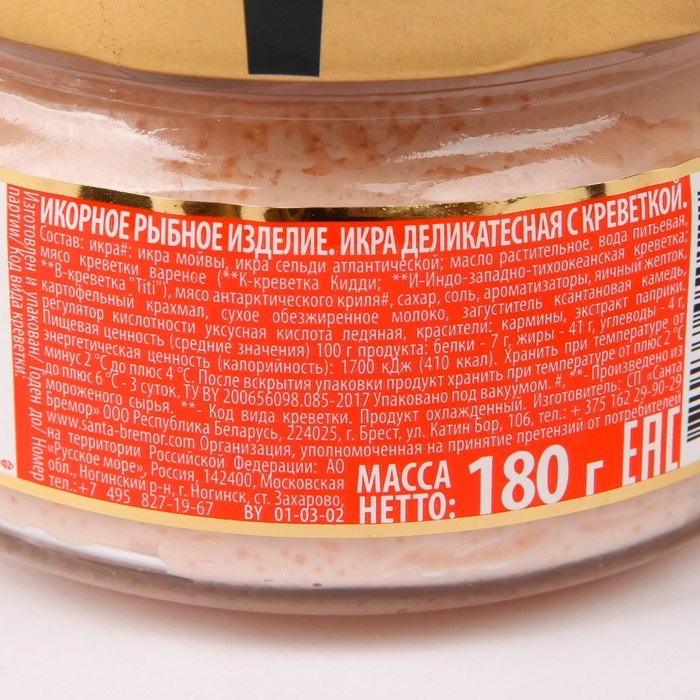 ИКОРНОЕ РЫБНОЕ ИЗДЕЛИЕ. ИКРА ДЕЛИКАТЕСНАЯ С КРЕВЕТКОЙ.
Состав: икра#: икра мойвы, икра сельди атлантической; масло растительное, вода питьевая,
мясо креветки вареное (**К-креветка Кидди; **И-Индо-западно-тихоокеанская креветка;
**В-креветка "Titi"), мясо антарктического криля#, сахар, соль, ароматизаторы, яичный желток,
картофельный крахмал, сухое обезжиренное молоко, загуститель ксантановая камедь,
регулятор кислотности уксусная кислота ледяная, красители: кармины, экстракт паприки.
Пищевая ценность (средние значения) 100 г продукта: белки - 7 г, жиры - 41 г, углеводы - 4 г,
энергетическая ценность (калорийность): 1700 кДж (410 ккал). Хранить при температуре от
минус 2 °С до плюс 4 °С. После вскрытия упаковки продукт хранить при температуре от плюс 2 °С
до плюс 6 °С - 3 суток. ТУ BY 200656098.085-2017 Упаковано под вакуумом. #, **- Произведено из
мороженого сырья. **- Код вида креветки. Продукт охлажденный. Изготовитель: СП «Санта
Бремор» ООО Республика Беларусь, 224025, г. Брест, ул. Катин Бор, 106, тел.: + 375 162 29-90-29
www.santa-bremor.com Организация, уполномоченная на принятие претензий от потребителей
на территории Российской Федерации: АО
«Русское море», Россия, 142400, Московская
обл., Ногинский р-н, г. Ногинск, ст. Захарово,
тел.:+7 495 827-19-67 BY 01-03-02
МАССА
НЕТТО: 180 г
EAC
Изготовлен и упакован/ Годен до/ Номер
партии/ Код вида креветки: